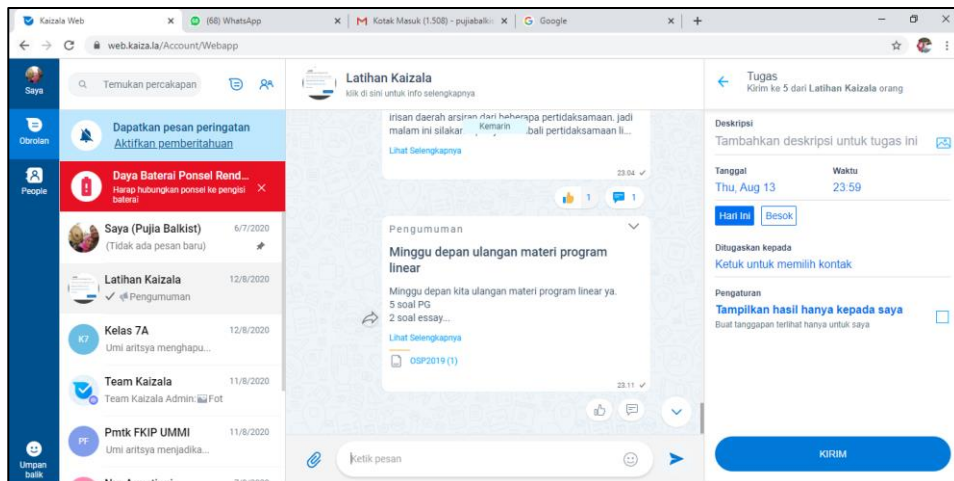 Kaizala Web
(68) WhatsApp
Kotak Masuk (1.508) - pujiabalkis
Google
web.kaiza.la/Account/Webapp
Saya
Obrolan
People
Umpan balik
Temukan percakapan
Dapatkan pesan peringatan
Aktifkan pemberitahuan
Daya Baterai Ponsel Rend...
Harap hubungkan ponsel ke pengisi
baterai
Saya (Pujia Balkist) 6/7/2020
(Tidak ada pesan baru)
Latihan Kaizala 12/8/2020
Pengumuman
K7
Kelas 7A 12/8/2020
Umi aritsya menghapu...
Team Kaizala 11/8/2020
Team Kaizala Admin: Fot
PF
Pmtk FKIP UMMI 11/8/2020
Umi aritsya menjadika...
Latihan Kaizala
klik di sini untuk info selengkapnya
irisan daerah arsiran dari beberapa pertidaksamaan. jadi
Kemarin
malam ini silakan
bali pertidaksamaan li...
Lihat Selengkapnya
23.04
1
1
Pengumuman
Minggu depan ulangan materi program
linear
Minggu depan kita ulangan materi program linear ya.
5 soal PG
2 soal essay...
Lihat Selengkapnya
OSP2019 (1)
23.11
Ketik pesan
Tugas
Kirim ke 5 dari Latihan Kaizala orang
Deskripsi
Tambahkan deskripsi untuk tugas ini
Tanggal Waktu
Thu, Aug 13 23:59
Hari Ini Besok
Ditugaskan kepada
Ketuk untuk memilih kontak
Pengaturan
Tampilkan hasil hanya kepada saya
Buat tanggapan terlihat hanya untuk saya
KIRIM